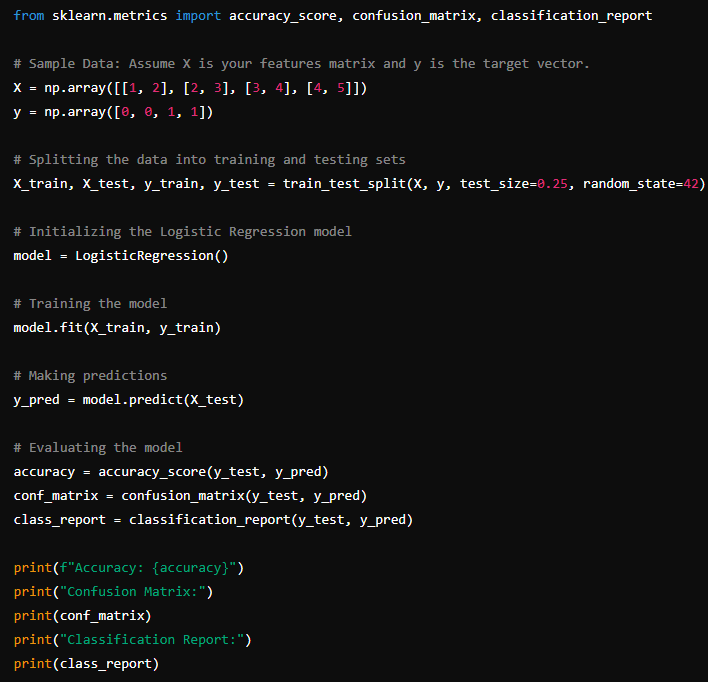 from sklearn.metrics import accuracy_score, confusion_matrix, classification_report
# Sample Data: Assume X is your features matrix and y is the target vector.
X = np.array([[1, 2], [2, 3], [3, 4], [4, 5]])
y = np.array([0, 0, 1, 1])
# Splitting the data into training and testing sets
X_train, X_test, y_train, y_test = train_test_split(X, y, test_size=0.25, random_state=42)
# Initializing the Logistic Regression model
model = LogisticRegression()
# Training the model
model.fit(X_train, y_train)
# Making predictions
y_pred = model.predict(X_test)
# Evaluating the model
accuracy = accuracy_score(y_test, y_pred)
conf_matrix = confusion_matrix(y_test, y_pred)
class_report = classification_report(y_test, y_pred)
print(f"Accuracy: {accuracy}")
print("Confusion Matrix:")
print(conf_matrix)
print("Classification Report:")
print(class_report)